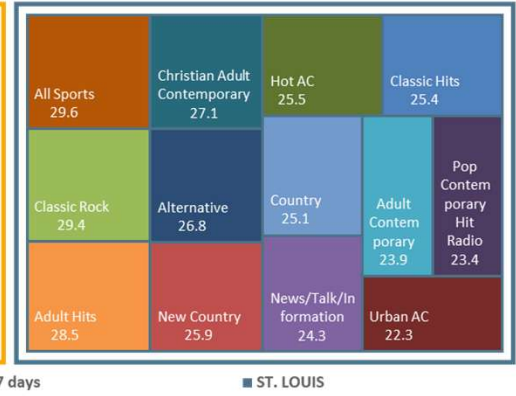 All Sports
29.6
Christian Adult
Contemporary
27.1
Hot AC
25.5
Classic Hits
25.4
Classic Rock
29.4
Alternative
26.8
Country
25.1
Adult
Contem
porary
23.9
Pop
Contem
porary
Hit
Radio
23.4
Adult Hits
28.5
New Country
25.9
News/Talk/In
formation
24.3
Urban AC
22.3
7 days
ST. LOUIS